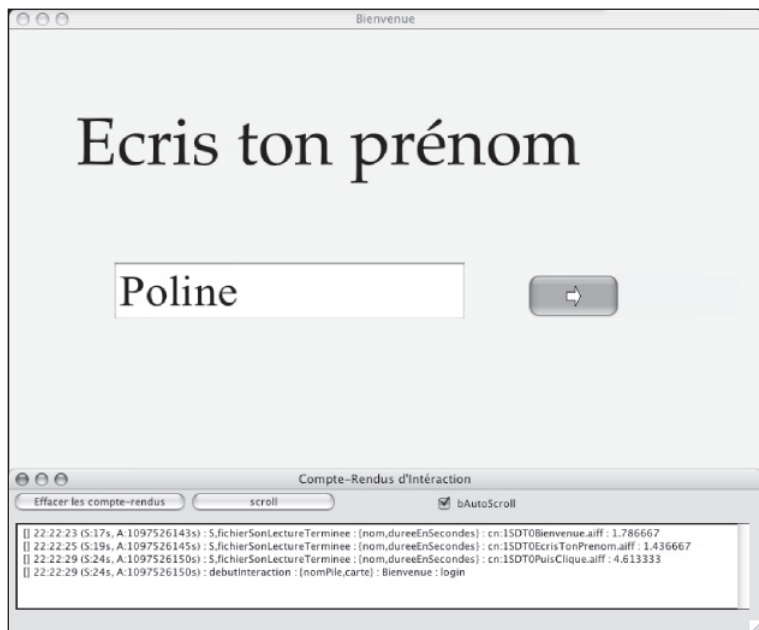 Bienvenue
Ecris ton prénom
Poline
Compte-Rendus d'Intéraction
Effacer les compte-rendus scroll bAutoScroll
[] 22:22:23 (S:17s, A:1097526143s) : 5,fichierSonLectureTerminee : {nom,dureeEnSecondes} : cn:1SDT0Bienvenue.aiff : 1.786667
[] 22:22:25 (S:19s, A:1097526145s) : 5,fichierSonLectureTerminee : {nom,dureeEnSecondes} : cn:1SDT0EcrisTonPrenom.aiff : 1.436667
[] 22:22:29 (S:24s, A:1097526150s) : 5,fichierSonLectureTerminee : {nom,dureeEnSecondes} : cn:1SDT0PuisClique.aiff : 4.613333
[] 22:22:29 (S:24s, A:1097526150s) : debutInteraction : {nomPile,carte} : Bienvenue : login